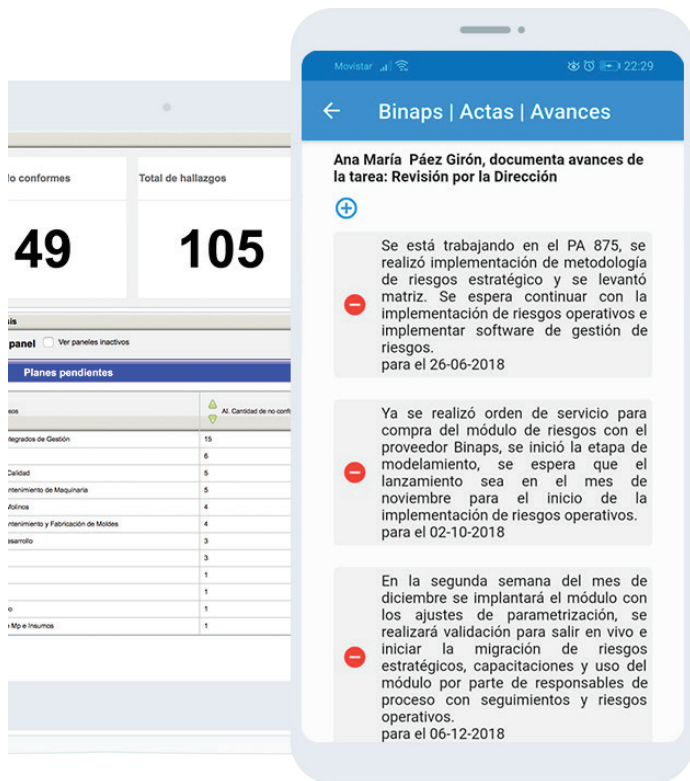 lo conformes
Total de hallazgos
49
105
sis
panel Ver paneles inactivos
Planes pendientes
sos
AI. Cantidad de no confo
ntegrados de Gestión 15
6
Calidad 5
ntenimiento de Maquinaria 5
Molinos 4
ntenimiento y Fabricación de Moldes 4
esarrollo 3
3
1
1
o 1
e Mp e Insumos 1
Movistar 22:29
Binaps | Actas | Avances
Ana María Páez Girón, documenta avances de
la tarea: Revisión por la Dirección
Se está trabajando en el PA 875, se
realizó implementación de metodología
de riesgos estratégico y se levantó
matriz. Se espera continuar con la
implementación de riesgos operativos e
implementar software de gestión de
riesgos.
para el 26-06-2018
Ya se realizó orden de servicio para
compra del módulo de riesgos con el
proveedor Binaps, se inició la etapa de
modelamiento, se espera que el
lanzamiento sea en el mes de
noviembre para el inicio de la
implementación de riesgos operativos.
para el 02-10-2018
En la segunda semana del mes de
diciembre se implantará el módulo con
los ajustes de parametrización, se
realizará validación para salir en vivo e
iniciar la migración de riesgos
estratégicos, capacitaciones y uso del
módulo por parte de responsables de
proceso con seguimientos y riesgos
operativos.
para el 06-12-2018